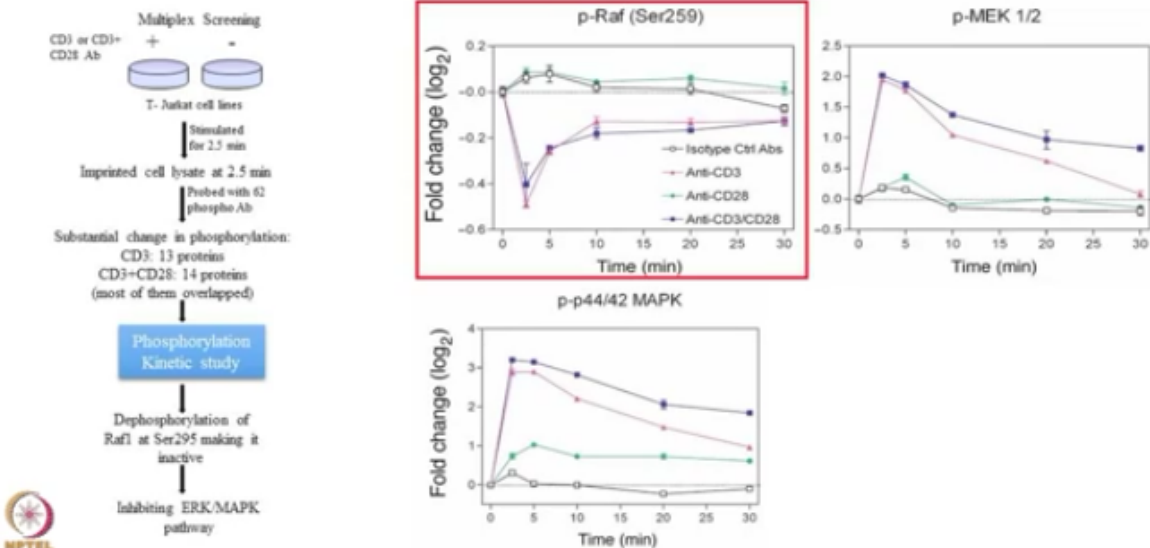 Multiplex Screening
CD3 or CD3+
CD28 Ab
+ -
T- Jurkat cell lines
Stimulated
for 2.5 min
Imprinted cell lysate at 2.5 min
Probed with 62
phospho Ab
Substantial change in phosphorylation:
CD3: 13 proteins
CD3+CD28: 14 proteins
(most of them overlapped)
Phosphorylation
Kinetic study
Dephosphorylation of
Raf1 at Ser295 making it
inactive
Inhibiting ERK/MAPK
pathway
NPTEL
p-Raf (Ser259)
Fold change (log2)
0.2
-0.0
-0.2
-0.4
-0.6
Isotype Ctrl Abs
Anti-CD3
Anti-CD28
Anti-CD3/CD28
0 5 10 15 20 25 30
Time (min)
p-MEK 1/2
Fold change (log2)
2.5
2.0
1.5
1.0
0.5
0.0
-0.5
0 5 10 15 20 25 30
Time (min)
p-p44/42 MAPK
Fold change (log2)
4
3
2
1
0
0 5 10 15 20 25 30
Time (min)